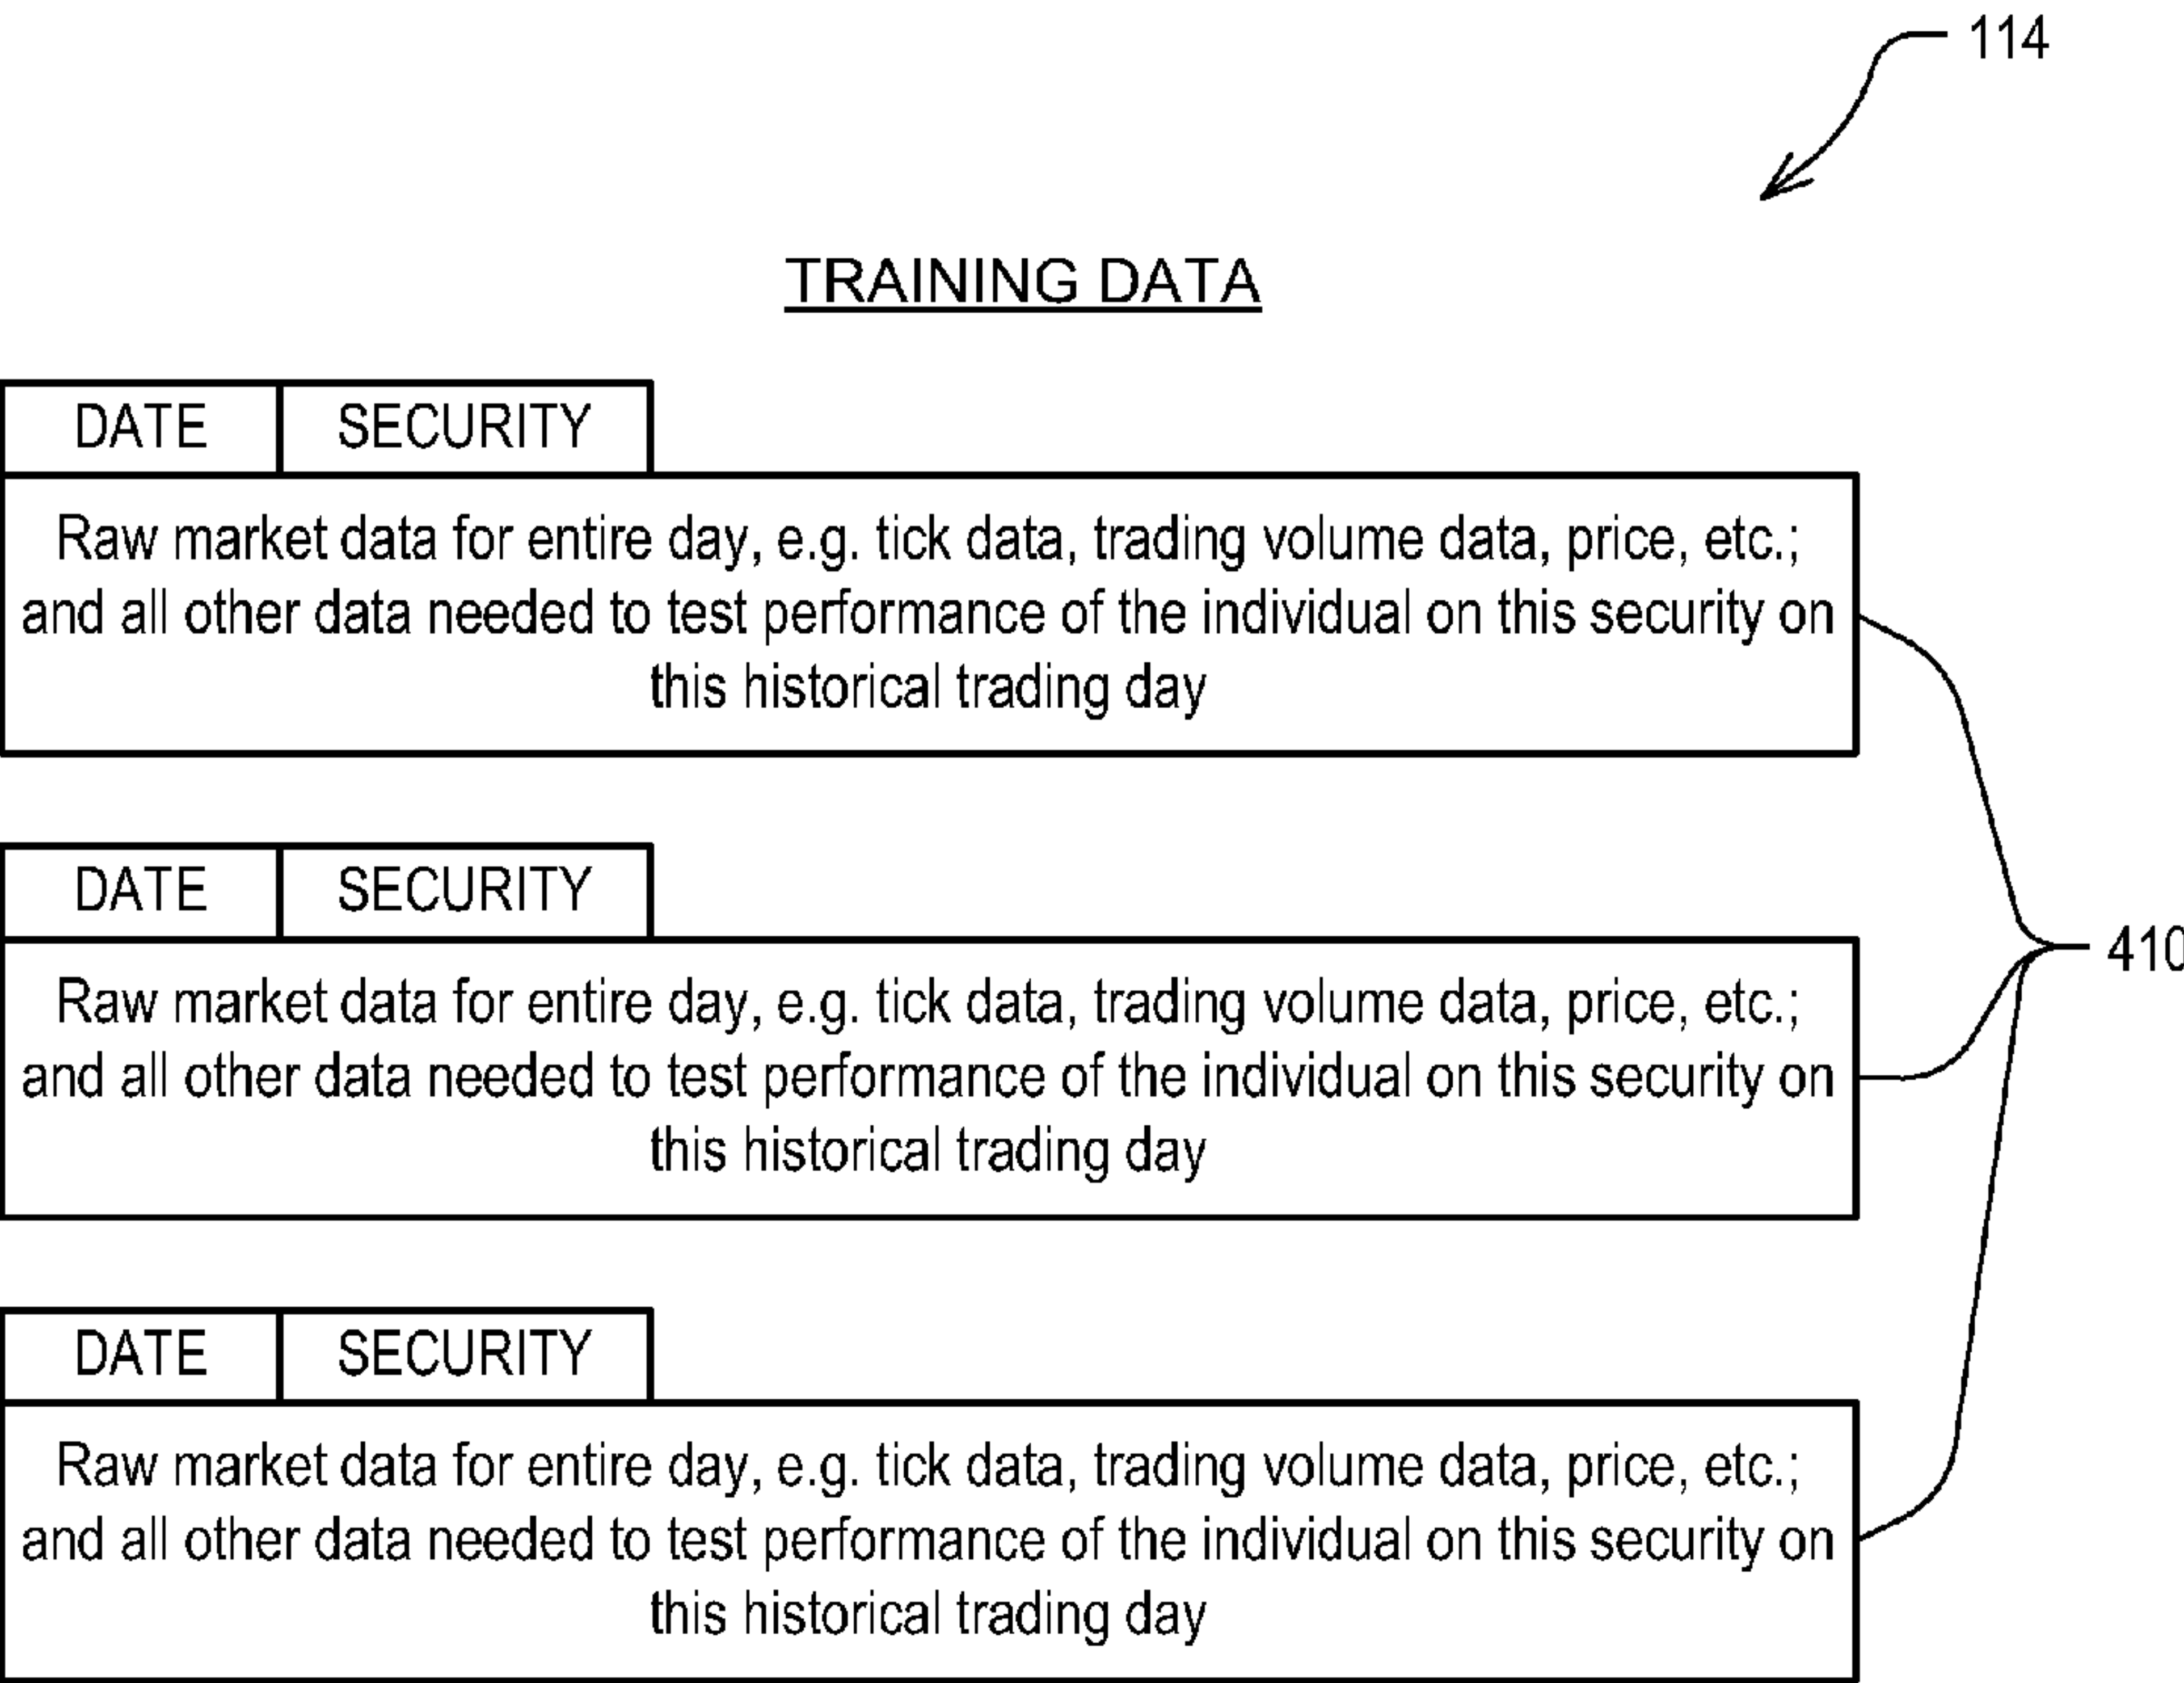 114
TRAINING DATA
DATE SECURITY
Raw market data for entire day, e.g. tick data, trading volume data, price, etc.;
and all other data needed to test performance of the individual on this security on
this historical trading day
DATE SECURITY
410
Raw market data for entire day, e.g. tick data, trading volume data, price, etc.;
and all other data needed to test performance of the individual on this security on
this historical trading day
DATE SECURITY
Raw market data for entire day, e.g. tick data, trading volume data, price, etc.;
and all other data needed to test performance of the individual on this security on
this historical trading day